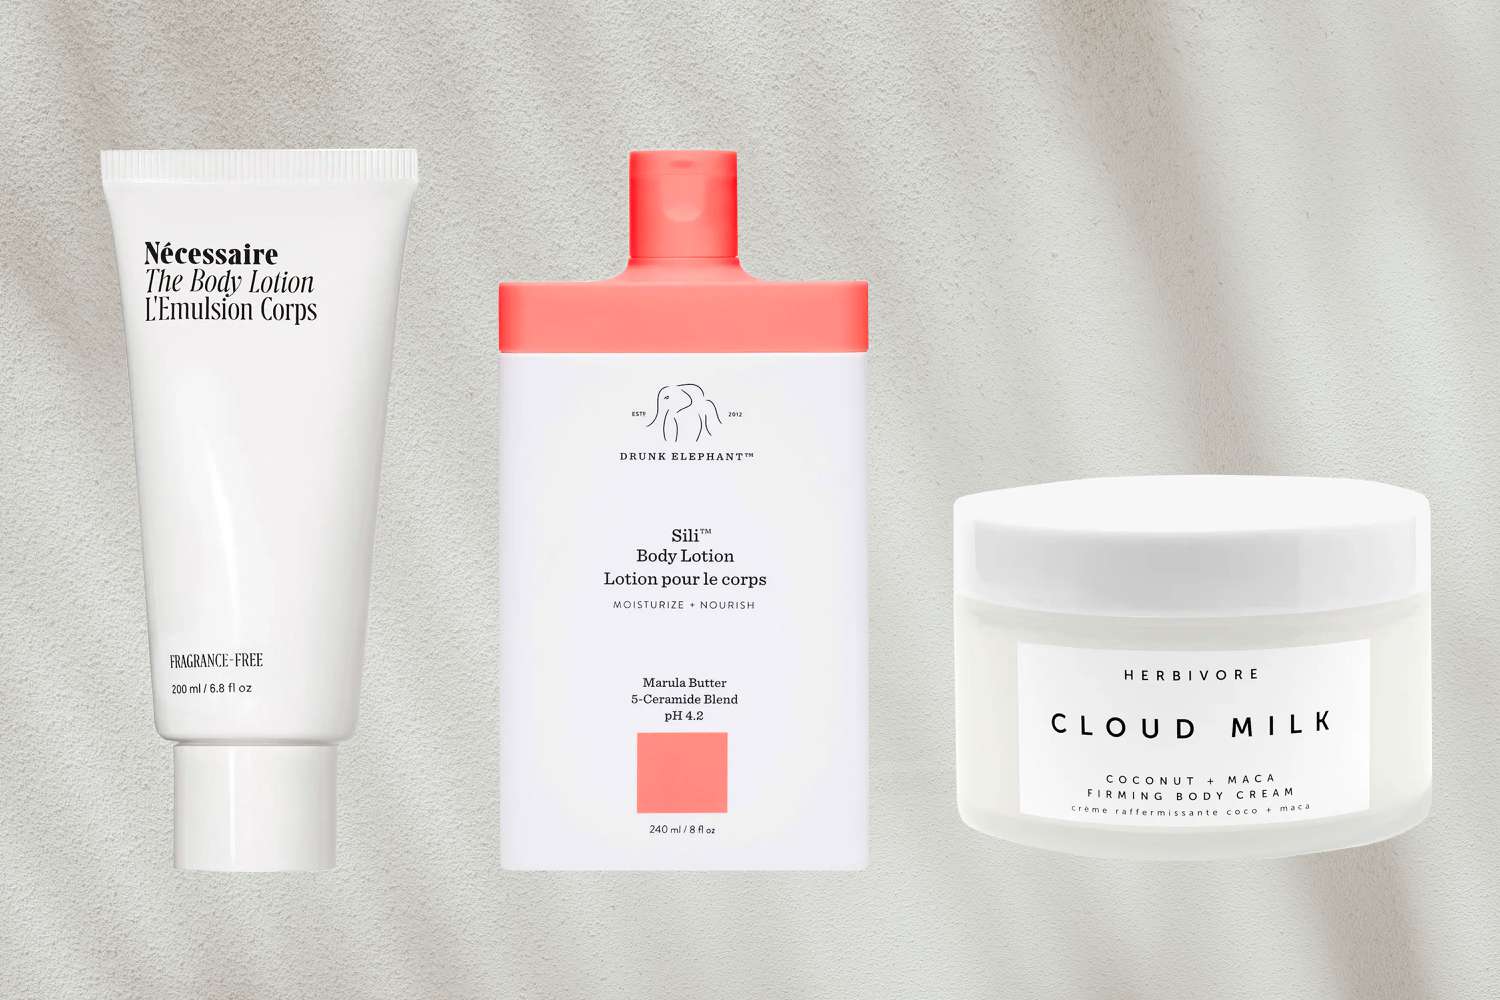 Nécessaire
The Body Lotion
L'Emulsion Corps
FRAGRANCE-FREE
200 ml / 6.8 fl oz
ESTD 2012
DRUNK ELEPHANT™
Sili™
Body Lotion
Lotion pour le corps
MOISTURIZE + NOURISH
Marula Butter
5-Ceramide Blend
pH 4.2
240 ml / 8 fl oz
HERBIVORE
CLOUD MILK
COCONUT + MACA
FIRMING BODY CREAM
crème raffermissante coco + maca